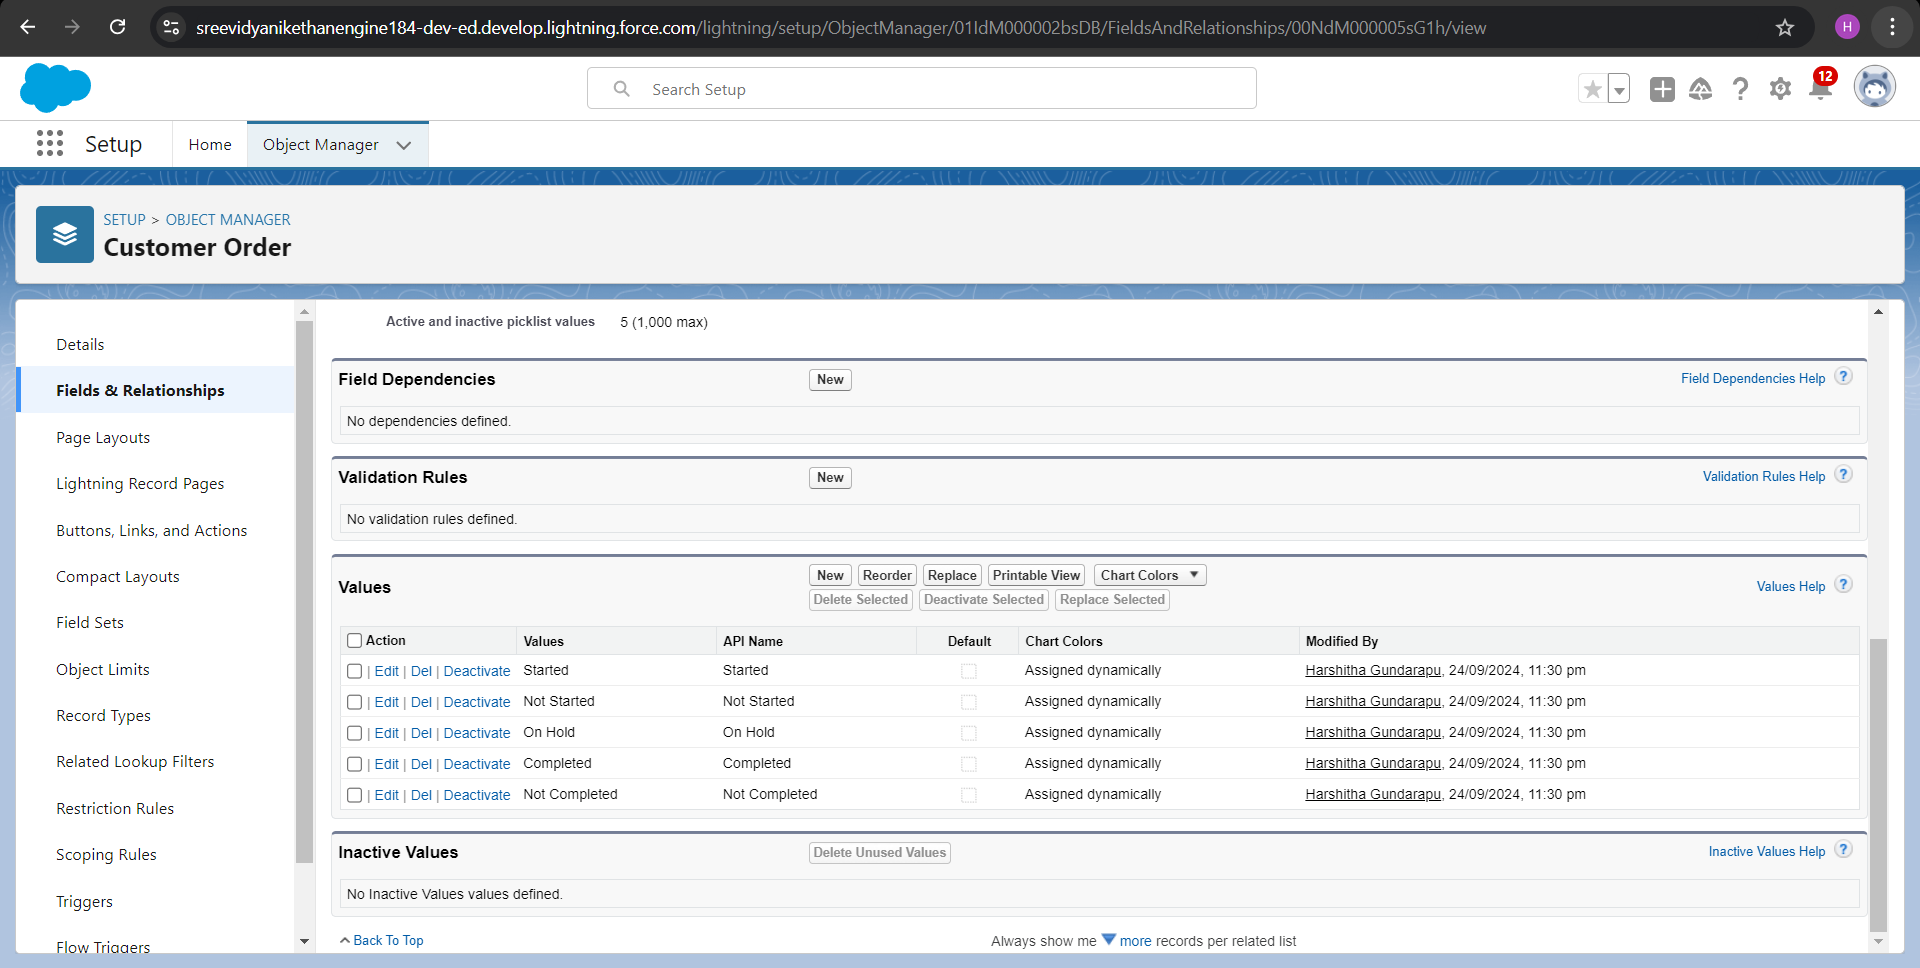 sreevidyanikethanengine184-dev-ed.develop.lightning.force.com/lightning/setup/ObjectManager/01IdM000002bsDB/FieldsAndRelationships/00NdM000005sG1h/view
H
Search Setup
12
Setup
Home
Object Manager
SETUP > OBJECT MANAGER
Customer Order
Details
Fields & Relationships
Page Layouts
Lightning Record Pages
Buttons, Links, and Actions
Compact Layouts
Field Sets
Object Limits
Record Types
Related Lookup Filters
Restriction Rules
Scoping Rules
Triggers
Flow Triggers
Active and inactive picklist values 5 (1,000 max)
Field Dependencies New Field Dependencies Help ?
No dependencies defined.
Validation Rules New Validation Rules Help ?
No validation rules defined.
Values New Reorder Replace Printable View Chart Colors Values Help ?
Delete Selected Deactivate Selected Replace Selected
Action Values API Name Default Chart Colors Modified By
| Edit | Del | Deactivate Started Started Assigned dynamically Harshitha Gundarapu, 24/09/2024, 11:30 pm
| Edit | Del | Deactivate Not Started Not Started Assigned dynamically Harshitha Gundarapu, 24/09/2024, 11:30 pm
| Edit | Del | Deactivate On Hold On Hold Assigned dynamically Harshitha Gundarapu, 24/09/2024, 11:30 pm
| Edit | Del | Deactivate Completed Completed Assigned dynamically Harshitha Gundarapu, 24/09/2024, 11:30 pm
| Edit | Del | Deactivate Not Completed Not Completed Assigned dynamically Harshitha Gundarapu, 24/09/2024, 11:30 pm
Inactive Values Delete Unused Values Inactive Values Help ?
No Inactive Values values defined.
Back To Top Always show me more records per related list